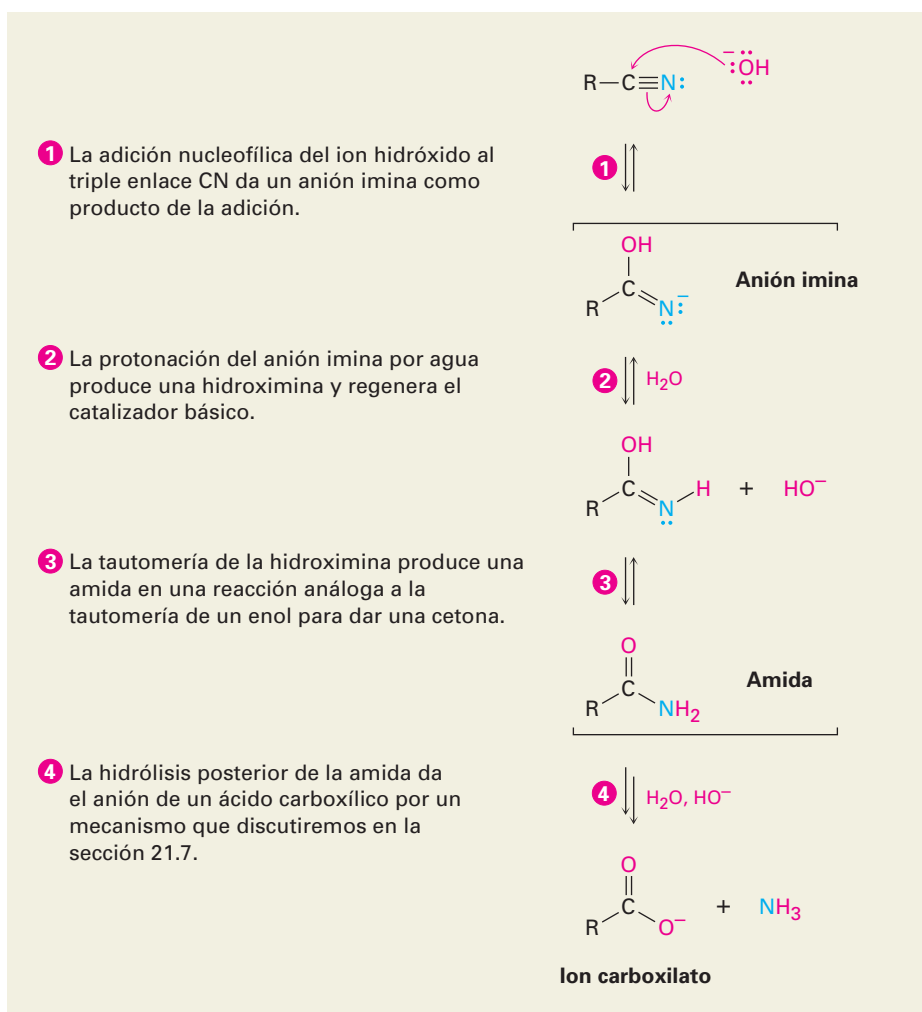 − :ÖH
R—C≡N:
1 La adición nucleofílica del ion hidróxido al
triple enlace CN da un anión imina como
producto de la adición.
1
OH
Anión imina
R C N:−
2 La protonación del anión imina por agua
produce una hidroximina y regenera el
catalizador básico.
2 H2O
OH
R C N H + HO−
3 La tautomería de la hidroximina produce una
amida en una reacción análoga a la
tautomería de un enol para dar una cetona.
3
O
Amida
R C NH2
4 La hidrólisis posterior de la amida da
el anión de un ácido carboxílico por un
mecanismo que discutiremos en la
sección 21.7.
4 H2O, HO−
O
R C O− + NH3
Ion carboxilato